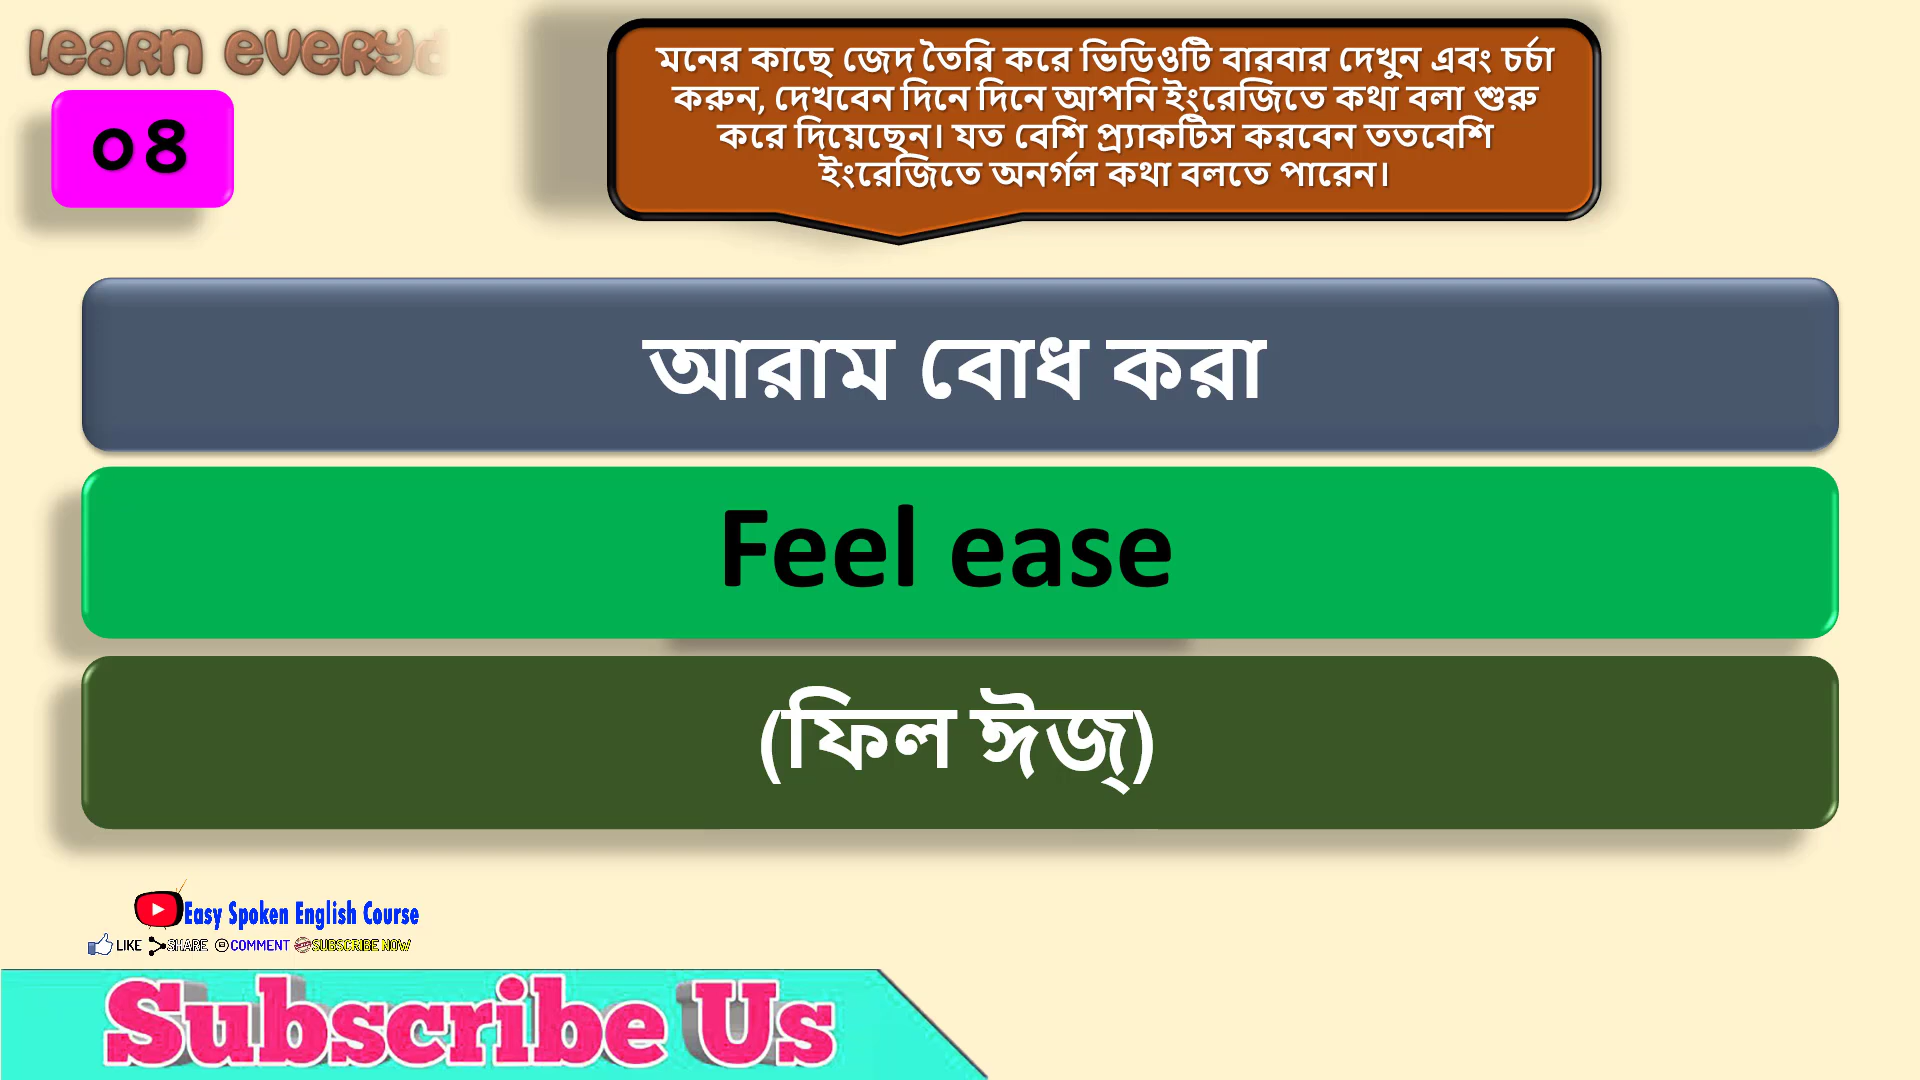 LEARN EVERY
০৪
মনের কাছে জেদ তৈরি করে ভিডিওটি বারবার দেখুন এবং চর্চা
করুন, দেখবেন দিনে দিনে আপনি ইংরেজিতে কথা বলা শুরু
করে দিয়েছেন। যত বেশি প্র্যাকটিস করবেন ততবেশি
ইংরেজিতে অনর্গল কথা বলতে পারেন।
আরাম বোধ করা
Feel ease
(ফিল ঈজ্)
Easy Spoken English Course
LIKE SHARE COMMENT SUBSCRIBE NOW
Subscribe Us